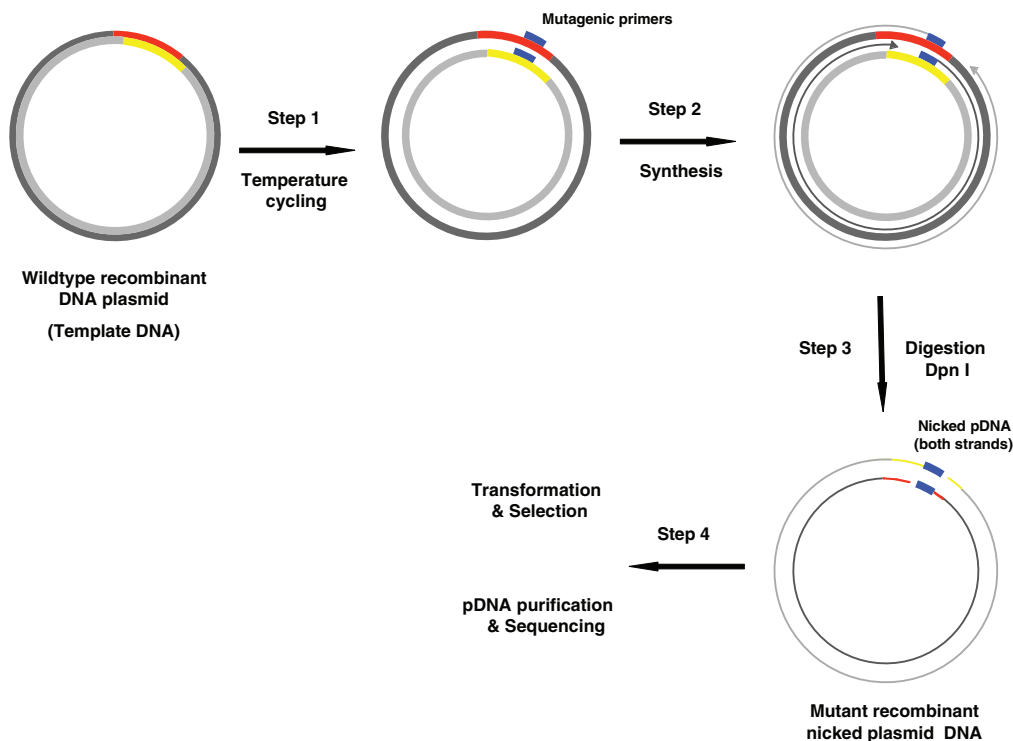 Mutagenic primers
Step 1
Temperature
cycling
Step 2
Synthesis
Wildtype recombinant
DNA plasmid
(Template DNA)
Step 3
Digestion
Dpn I
Nicked pDNA
(both strands)
Transformation
& Selection
Step 4
pDNA purification
& Sequencing
Mutant recombinant
nicked plasmid DNA